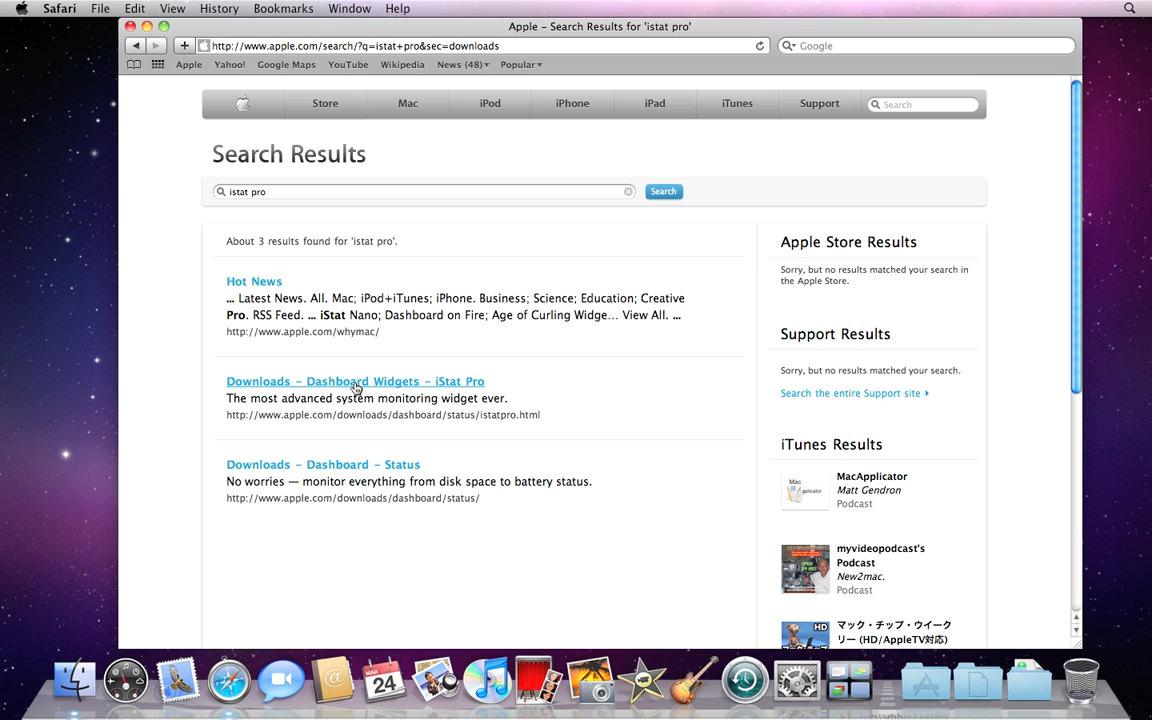 Safari File Edit View History Bookmarks Window Help
Apple – Search Results for 'istat pro'
http://www.apple.com/search/?q=istat+pro&sec=downloads
Google
Apple Yahoo! Google Maps YouTube Wikipedia News (48) Popular
Store Mac iPod iPhone iPad iTunes Support Search
Search Results
istat pro
Search
About 3 results found for 'istat pro'.
Hot News
... Latest News. All. Mac; iPod+iTunes; iPhone. Business; Science; Education; Creative
Pro. RSS Feed. ... iStat Nano; Dashboard on Fire; Age of Curling Widge... View All. ...
http://www.apple.com/whymac/
Downloads – Dashboard Widgets – iStat Pro
The most advanced system monitoring widget ever.
http://www.apple.com/downloads/dashboard/status/istatpro.html
Downloads – Dashboard – Status
No worries — monitor everything from disk space to battery status.
http://www.apple.com/downloads/dashboard/status/
Apple Store Results
Sorry, but no results matched your search in
the Apple Store.
Support Results
Sorry, but no results matched your search.
Search the entire Support site
iTunes Results
Mac
MacApplicator
Matt Gendron
Podcast
myvideopodcast's
Podcast
New2mac.
Podcast
HD
マック・チップ・ウイーク
リー (HD/AppleTV対応)
MAR
24